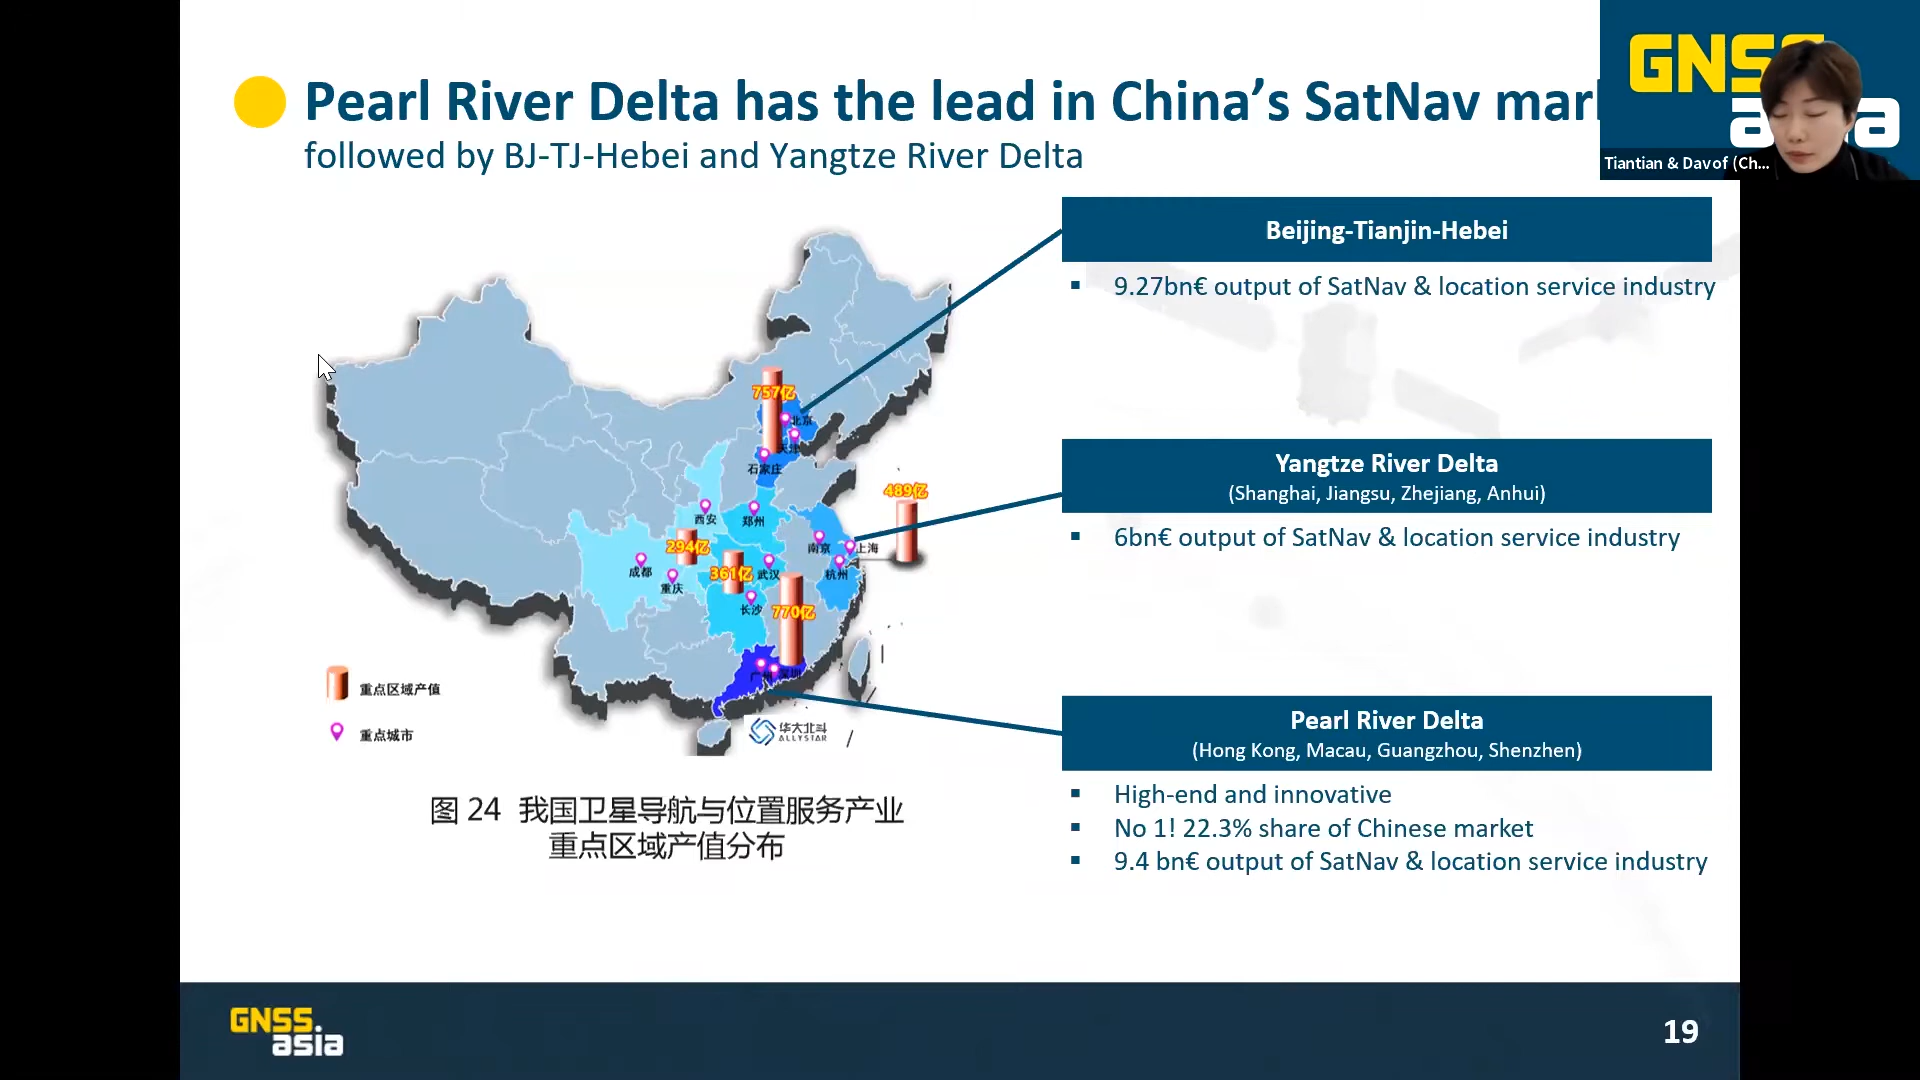 Pearl River Delta has the lead in China’s SatNav
followed by BJ-TJ-Hebei and Yangtze River Delta
GNSS
asia
Tiantian & Davof (Ch...
Beijing-Tianjin-Hebei
▪ 9.27bn€ output of SatNav & location service industry
Yangtze River Delta
(Shanghai, Jiangsu, Zhejiang, Anhui)
▪ 6bn€ output of SatNav & location service industry
Pearl River Delta
(Hong Kong, Macau, Guangzhou, Shenzhen)
▪ High-end and innovative
▪ No 1! 22.3% share of Chinese market
▪ 9.4 bn€ output of SatNav & location service industry
757亿
北京
天津
石家庄
489亿
西安
郑州
294亿
南京
上海
成都
重庆
361亿
武汉
杭州
长沙
770亿
广州
深圳
重点区域产值
重点城市
华大北斗
ALLYSTAR
图 24 我国卫星导航与位置服务产业
重点区域产值分布
GNSS.
asia
19